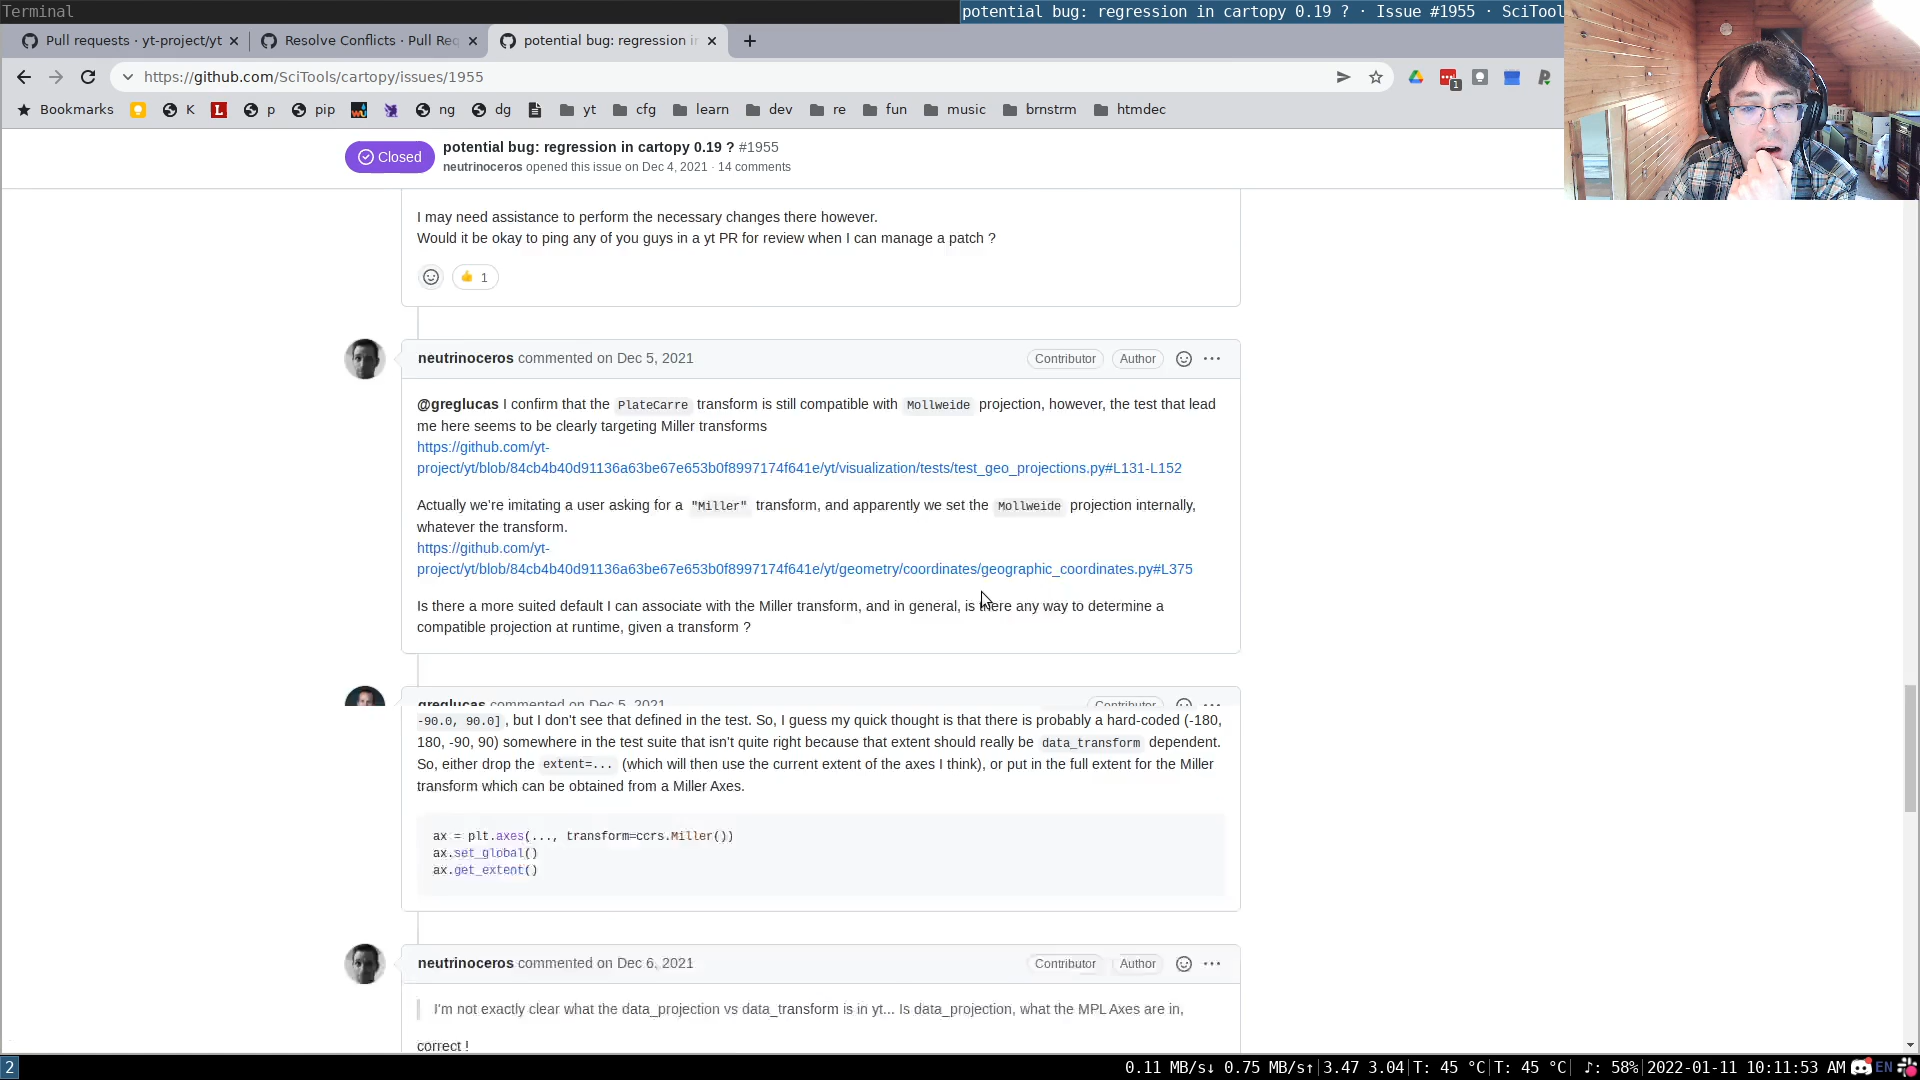 Terminal
potential bug: regression in cartopy 0.19 ? · Issue #1955 · SciTool
Pull requests · yt-project/yt
Resolve Conflicts · Pull Req
potential bug: regression in
https://github.com/SciTools/cartopy/issues/1955
1
Bookmarks K L p pip ng dg yt cfg learn dev re fun music brnstrm htmdec
Closed
potential bug: regression in cartopy 0.19 ? #1955
neutrinoceros opened this issue on Dec 4, 2021 · 14 comments
I may need assistance to perform the necessary changes there however.
Would it be okay to ping any of you guys in a yt PR for review when I can manage a patch ?
👍 1
neutrinoceros commented on Dec 5, 2021 Contributor Author
@greglucas I confirm that the PlateCarre transform is still compatible with Mollweide projection, however, the test that lead
me here seems to be clearly targeting Miller transforms
https://github.com/yt-
project/yt/blob/84cb4b40d91136a63be67e653b0f8997174f641e/yt/visualization/tests/test_geo_projections.py#L131-L152
Actually we're imitating a user asking for a "Miller" transform, and apparently we set the Mollweide projection internally,
whatever the transform.
https://github.com/yt-
project/yt/blob/84cb4b40d91136a63be67e653b0f8997174f641e/yt/geometry/coordinates/geographic_coordinates.py#L375
Is there a more suited default I can associate with the Miller transform, and in general, is there any way to determine a
compatible projection at runtime, given a transform ?
greglucas commented on Dec 5, 2021 Contributor
-90.0, 90.0] , but I don't see that defined in the test. So, I guess my quick thought is that there is probably a hard-coded (-180,
180, -90, 90) somewhere in the test suite that isn't quite right because that extent should really be data_transform dependent.
So, either drop the extent=... (which will then use the current extent of the axes I think), or put in the full extent for the Miller
transform which can be obtained from a Miller Axes.
ax = plt.axes(..., transform=ccrs.Miller())
ax.set_global()
ax.get_extent()
neutrinoceros commented on Dec 6, 2021 Contributor Author
I'm not exactly clear what the data_projection vs data_transform is in yt... Is data_projection, what the MPL Axes are in,
correct !
2
0.11 MB/s↓ 0.75 MB/s↑|3.47 3.04|T: 45 °C|T: 45 °C| ♪: 58%|2022-01-11 10:11:53 AM EN